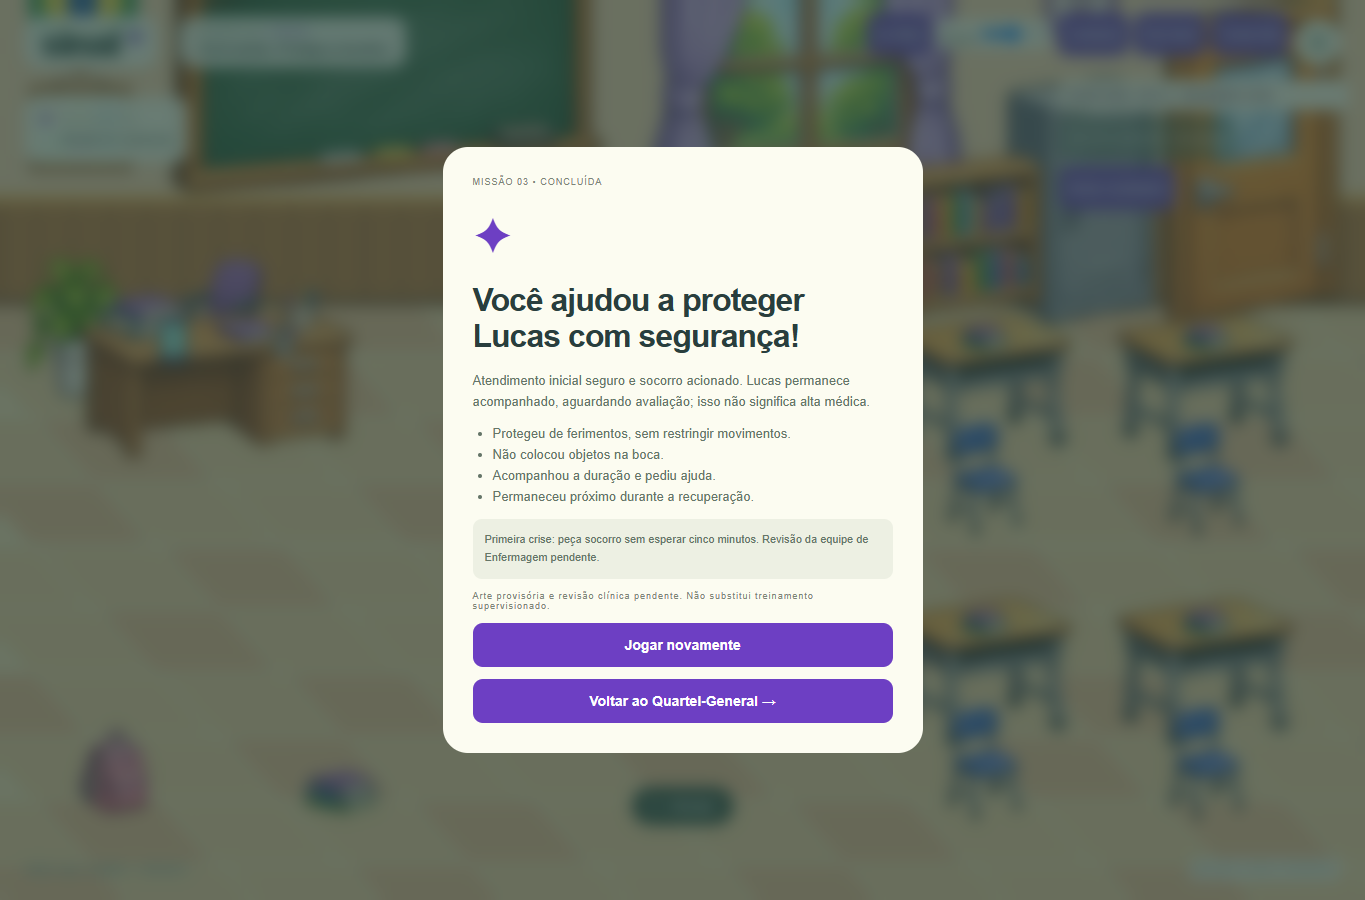 MISSÃO 03 • CONCLUÍDA
Você ajudou a proteger
Lucas com segurança!
Atendimento inicial seguro e socorro acionado. Lucas permanece
acompanhado, aguardando avaliação; isso não significa alta médica.
• Protegeu de ferimentos, sem restringir movimentos.
• Não colocou objetos na boca.
• Acompanhou a duração e pediu ajuda.
• Permaneceu próximo durante a recuperação.
Primeira crise: peça socorro sem esperar cinco minutos. Revisão da equipe de
Enfermagem pendente.
Arte provisória e revisão clínica pendente. Não substitui treinamento
supervisionado.
Jogar novamente
Voltar ao Quartel-General →